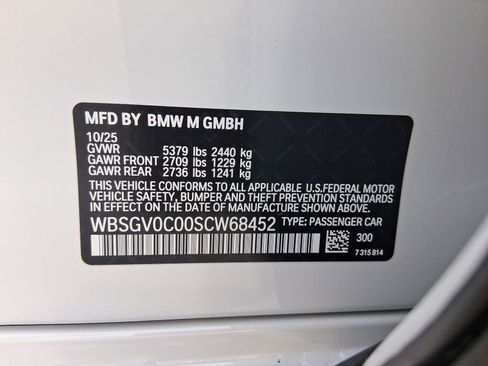 MFD BY BMW M GMBH
10/25
GVWR 5379 lbs 2440 kg
GAWR FRONT 2709 lbs 1229 kg
GAWR REAR 2736 lbs 1241 kg
THIS VEHICLE CONFORMS TO ALL APPLICABLE U.S.FEDERAL MOTOR
VEHICLE SAFETY, BUMPER AND THEFT PREVENTION STANDARDS
IN EFFECT ON THE DATE OF MANUFACTURE SHOWN ABOVE.
WBSGV0C00SCW68452 TYPE: PASSENGER CAR
300
7 315 814